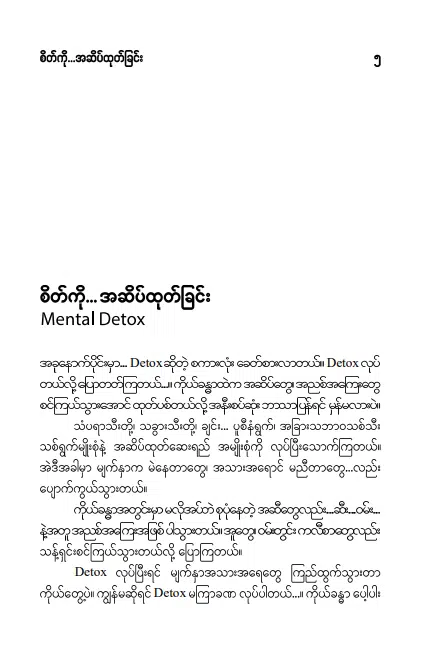 စိတ်ကို...အဆိပ်ထုတ်ခြင်း ၅
စိတ်ကို... အဆိပ်ထုတ်ခြင်း
Mental Detox
အခုနောက်ပိုင်းမှာ... Detox ဆိုတဲ့ စကားလုံး ခေတ်စားလာတယ်။ Detox လုပ်
တယ်လို့ ပြောတတ်ကြတယ်...။ ကိုယ်ခန္ဓာထဲက အဆိပ်တွေ၊ အညစ်အကြေးတွေ
စင်ကြယ်သွားအောင် ထုတ်ပစ်တယ်လို့ အနီးစပ်ဆုံး ဘာသာပြန်ရင် မှန်မလားပဲ။
သံပရာသီးတို့၊ သခွားသီးတို့၊ ချင်း... ပူစီနံရွက်၊ အခြားသဘာဝသစ်သီး
သစ်ရွက်မျိုးစုံနဲ့ အဆိပ်ထုတ်ဆေးရည် အမျိုးစုံကို လုပ်ပြီးသောက်ကြတယ်။
အဲဒီအခါမှာ မျက်နှာက မဲနေတာတွေ၊ အသားအရောင် မညီတာတွေ...လည်း
ပျောက်ကွယ်သွားတယ်။
ကိုယ်ခန္ဓာအတွင်းမှာ မလိုအပ်ဘဲ စုပုံနေတဲ့ အဆီတွေလည်း...ဆီး...ဝမ်း...
နဲ့အတူ အညစ်အကြေးအဖြစ် ပါသွားတယ်။ အူတွေ၊ ဝမ်းတွင်း ကလီစာတွေလည်း
သန့်ရှင်းစင်ကြယ်သွားတယ်လို့ ပြောကြတယ်။
Detox လုပ်ပြီးရင် မျက်နှာအသားအရေတွေ ကြည်ထွက်သွားတာ
ကိုယ်တွေ့ပဲ။ ကျွန်မဆိုရင် Detox မကြာခဏ လုပ်ပါတယ်...။ ကိုယ်ခန္ဓာ ပေါ့ပါး